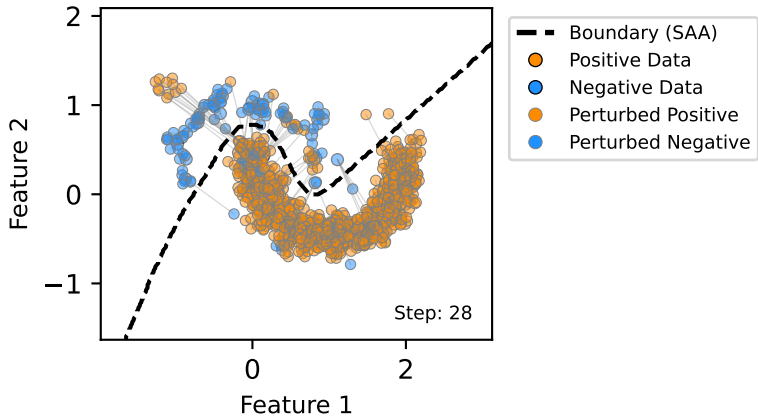 2
1
0
−1
Feature 2
0
2
Feature 1
Step: 28
Boundary (SAA)
Positive Data
Negative Data
Perturbed Positive
Perturbed Negative